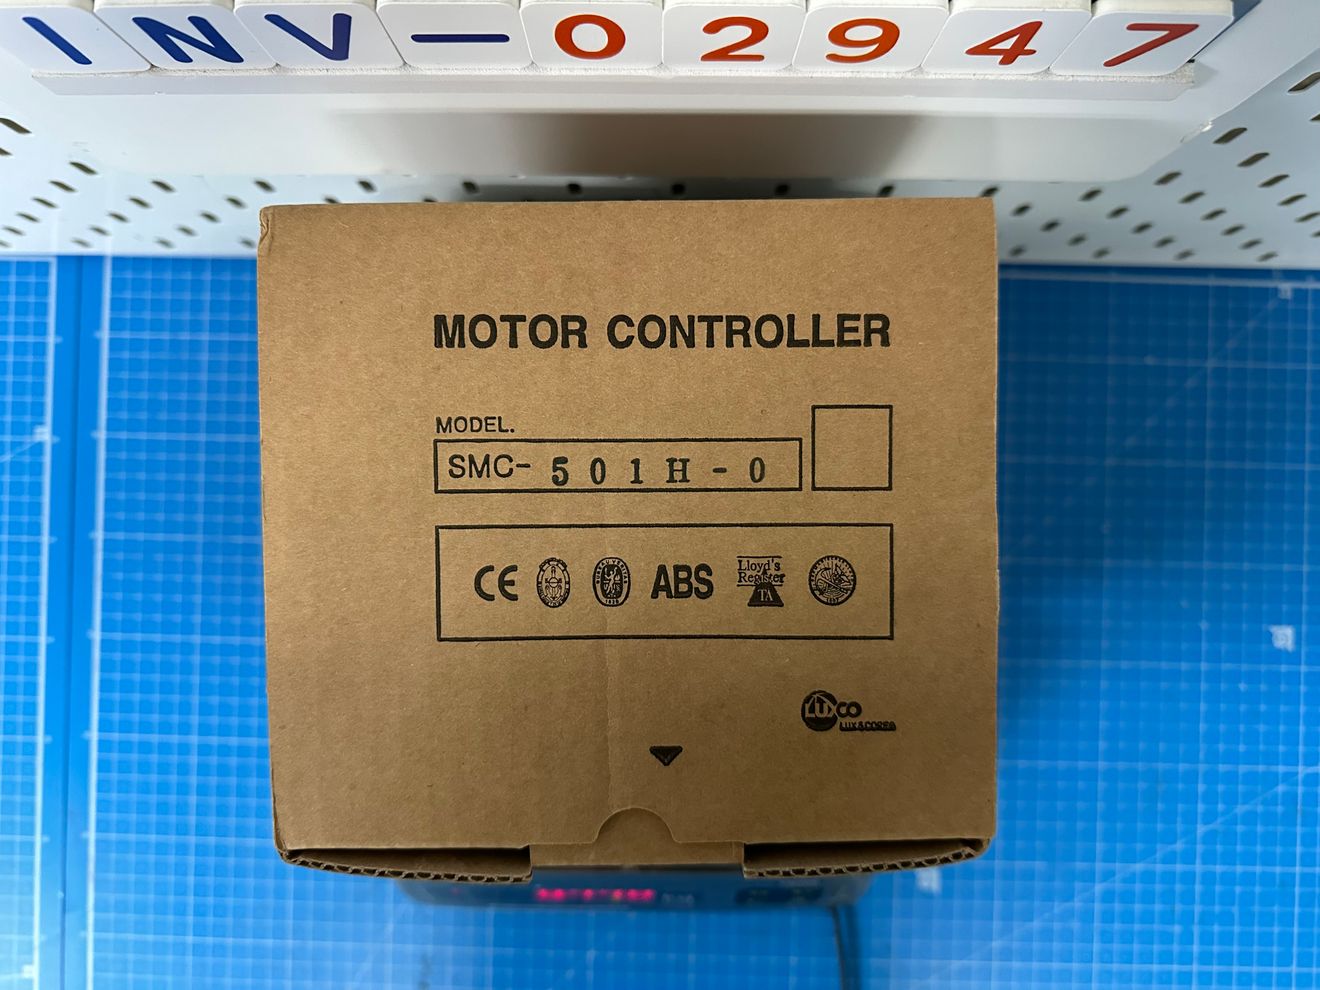 INV-02947
MOTOR CONTROLLER
MODEL.
SMC- 501H-0
CE
ABS
Lloyd's
Register
TA
LUXCO
LUX&COREA